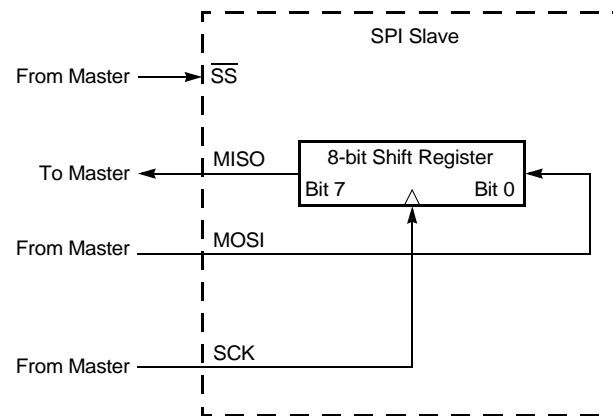 SPI Slave
From Master
S̅S̅
To Master
MISO
8-bit Shift Register
Bit 7
Bit 0
From Master
MOSI
From Master
SCK